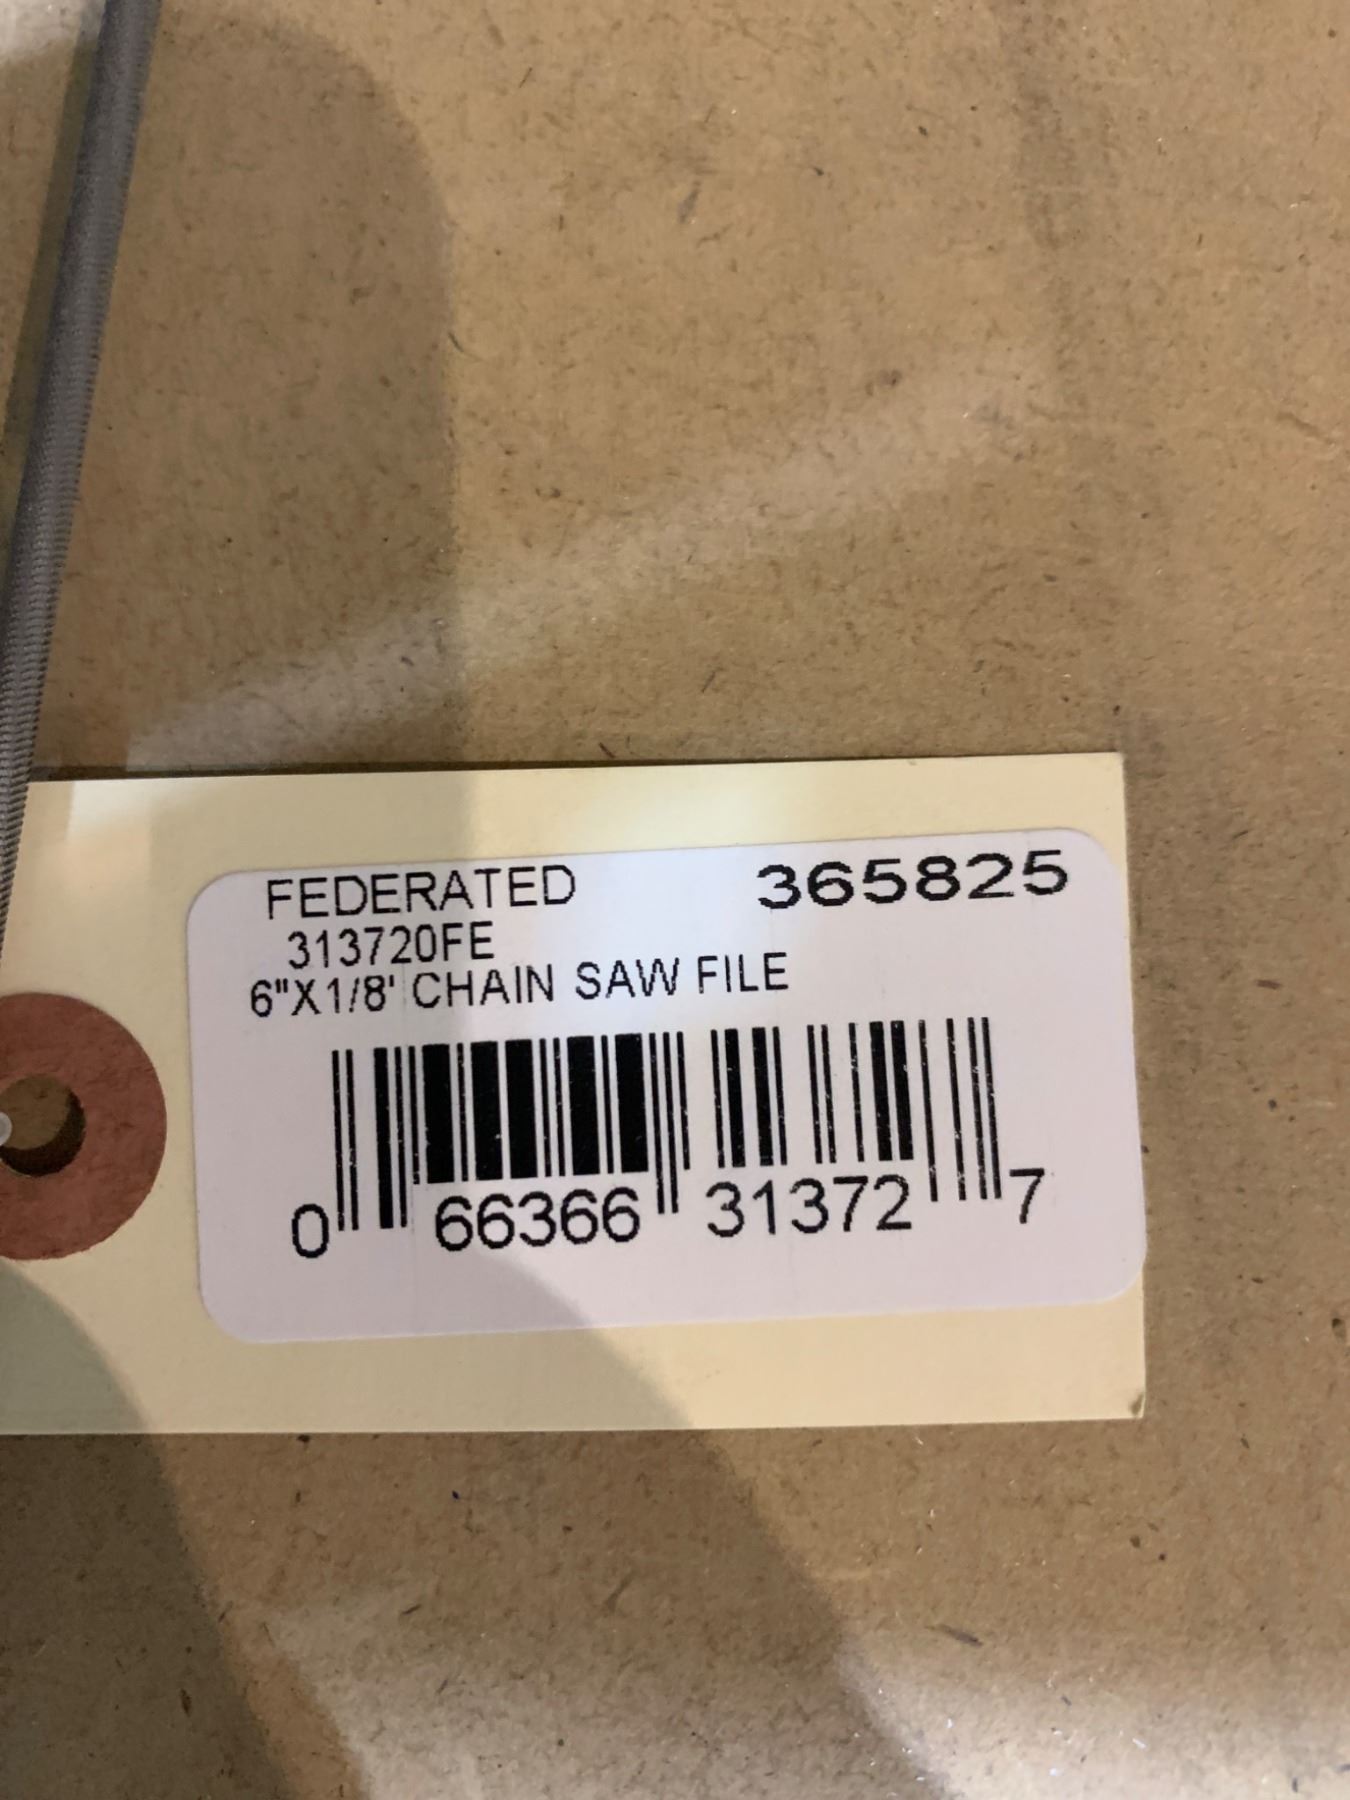 FEDERATED 365825
313720FE
6"X1/8' CHAIN SAW FILE
0 66366 31372 7